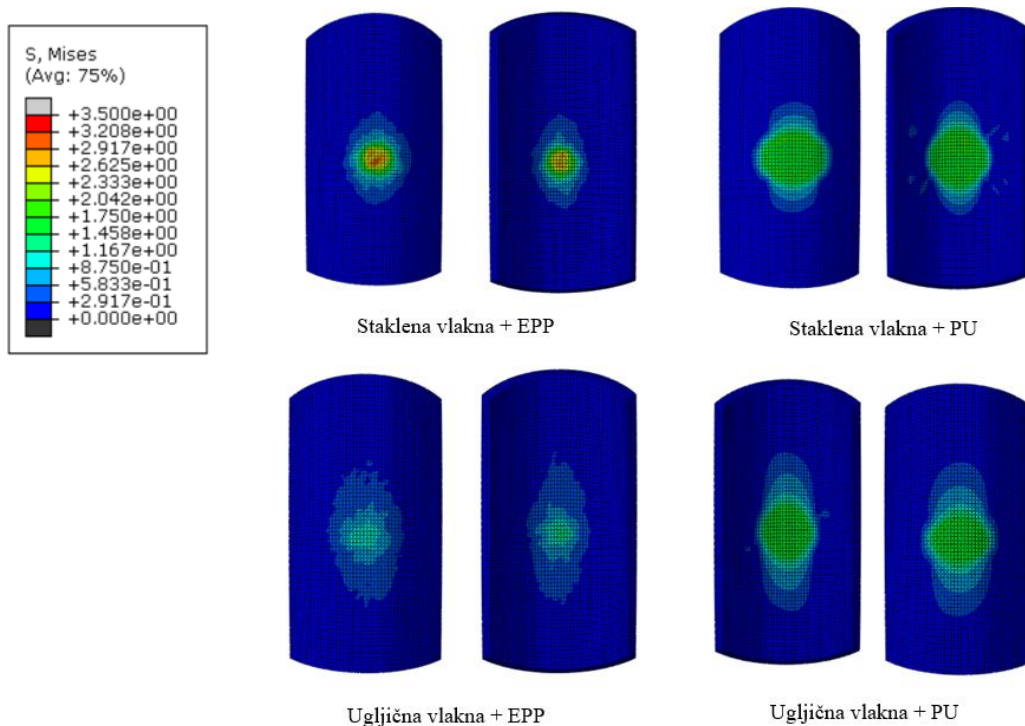 S, Mises
(Avg: 75%)
+3.500e+00
+3.208e+00
+2.917e+00
+2.625e+00
+2.333e+00
+2.042e+00
+1.750e+00
+1.458e+00
+1.167e+00
+8.750e-01
+5.833e-01
+2.917e-01
+0.000e+00
Staklena vlakna + EPP
Staklena vlakna + PU
Ugljična vlakna + EPP
Ugljična vlakna + PU